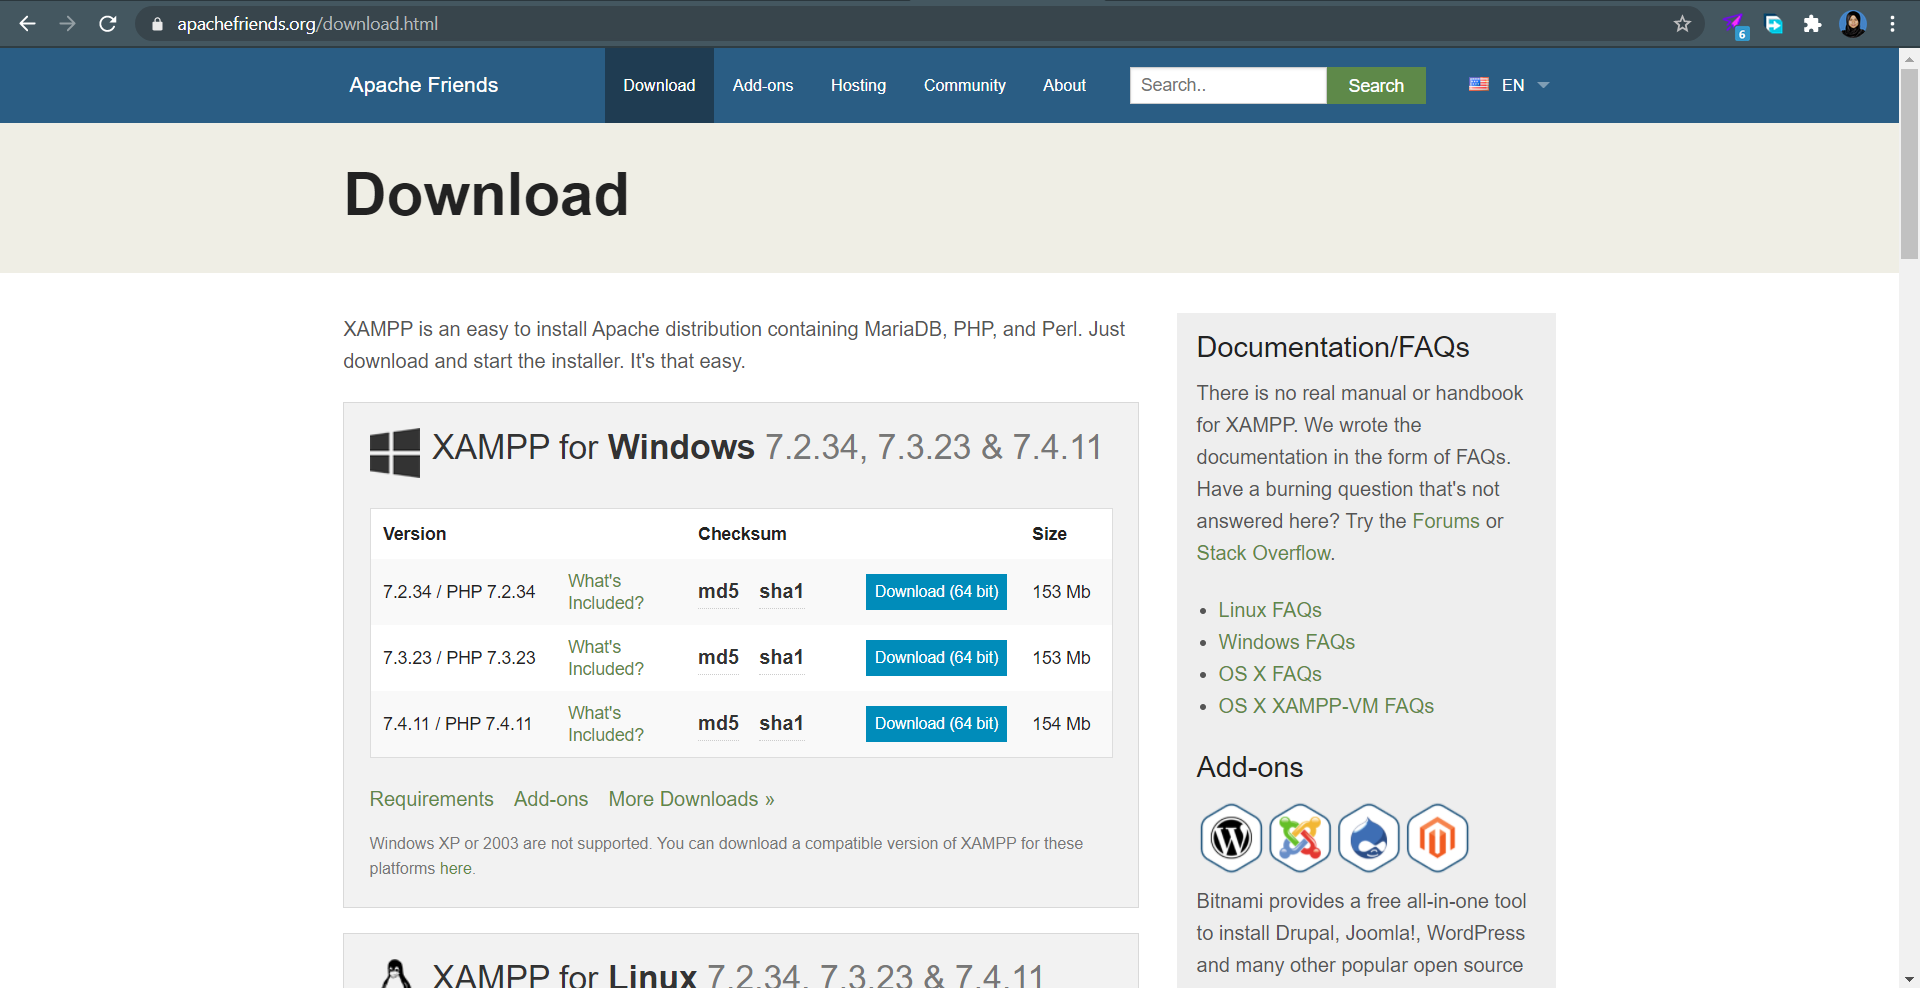 apachefriends.org/download.html
6
Apache Friends
Download
Add-ons
Hosting
Community
About
Search..
Search
EN
Download
XAMPP is an easy to install Apache distribution containing MariaDB, PHP, and Perl. Just
download and start the installer. It's that easy.
XAMPP for Windows 7.2.34, 7.3.23 & 7.4.11
Version Checksum Size
7.2.34 / PHP 7.2.34 What's Included? md5 sha1 Download (64 bit) 153 Mb
7.3.23 / PHP 7.3.23 What's Included? md5 sha1 Download (64 bit) 153 Mb
7.4.11 / PHP 7.4.11 What's Included? md5 sha1 Download (64 bit) 154 Mb
Requirements Add-ons More Downloads »
Windows XP or 2003 are not supported. You can download a compatible version of XAMPP for these
platforms here.
XAMPP for Linux 7.2.34, 7.3.23 & 7.4.11
Documentation/FAQs
There is no real manual or handbook
for XAMPP. We wrote the
documentation in the form of FAQs.
Have a burning question that's not
answered here? Try the Forums or
Stack Overflow.
• Linux FAQs
• Windows FAQs
• OS X FAQs
• OS X XAMPP-VM FAQs
Add-ons
Bitnami provides a free all-in-one tool
to install Drupal, Joomla!, WordPress
and many other popular open source